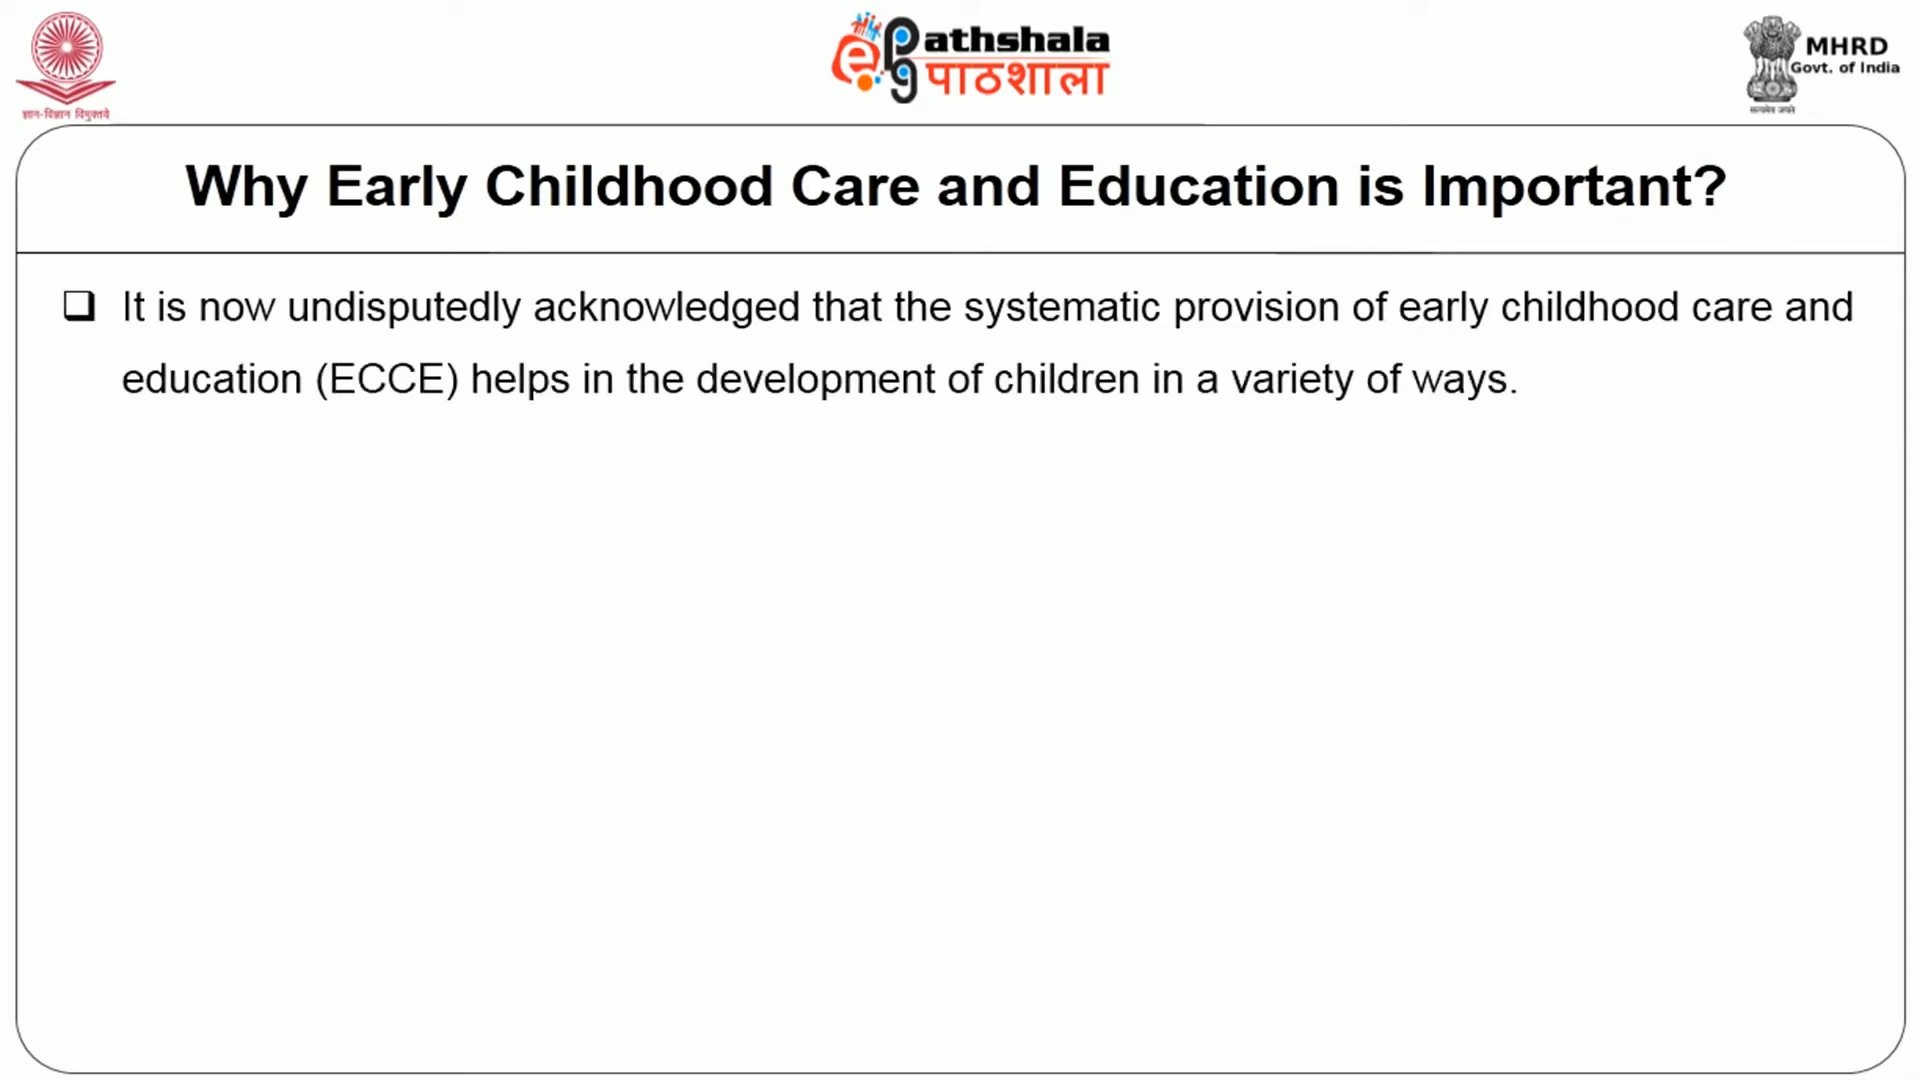 ज्ञान-विज्ञान विमुक्तये
e pg Pathshala
पाठशाला
MHRD
Govt. of India
सत्यमेव जयते
Why Early Childhood Care and Education is Important?
It is now undisputedly acknowledged that the systematic provision of early childhood care and
education (ECCE) helps in the development of children in a variety of ways.